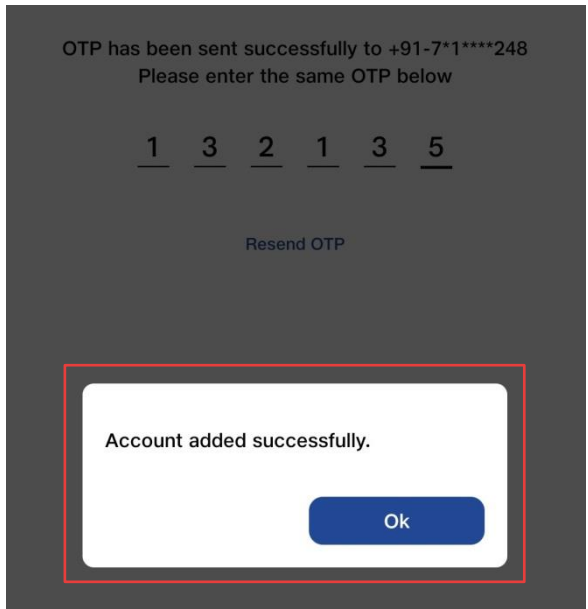 OTP has been sent successfully to +91-7*1****248
Please enter the same OTP below
1 3 2 1 3 5
Resend OTP
Account added successfully.
Ok